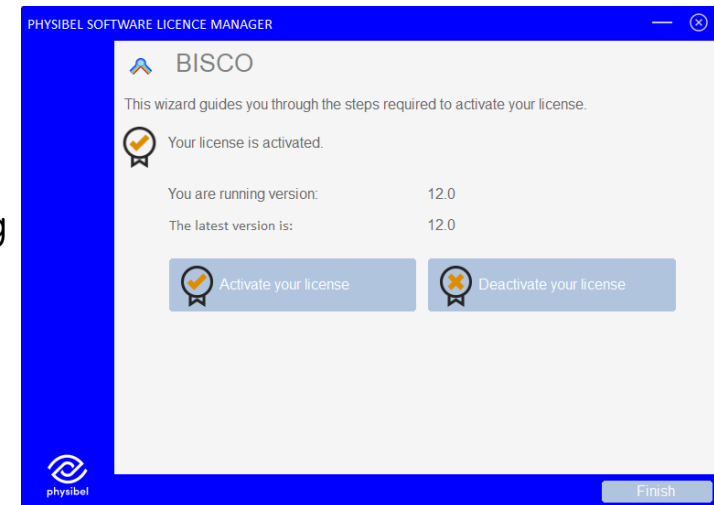 PHYSIBEL SOFTWARE LICENCE MANAGER
BISCO
This wizard guides you through the steps required to activate your license.
Your license is activated.
g
You are running version: 12.0
The latest version is: 12.0
Activate your license Deactivate your license
physibel
Finish